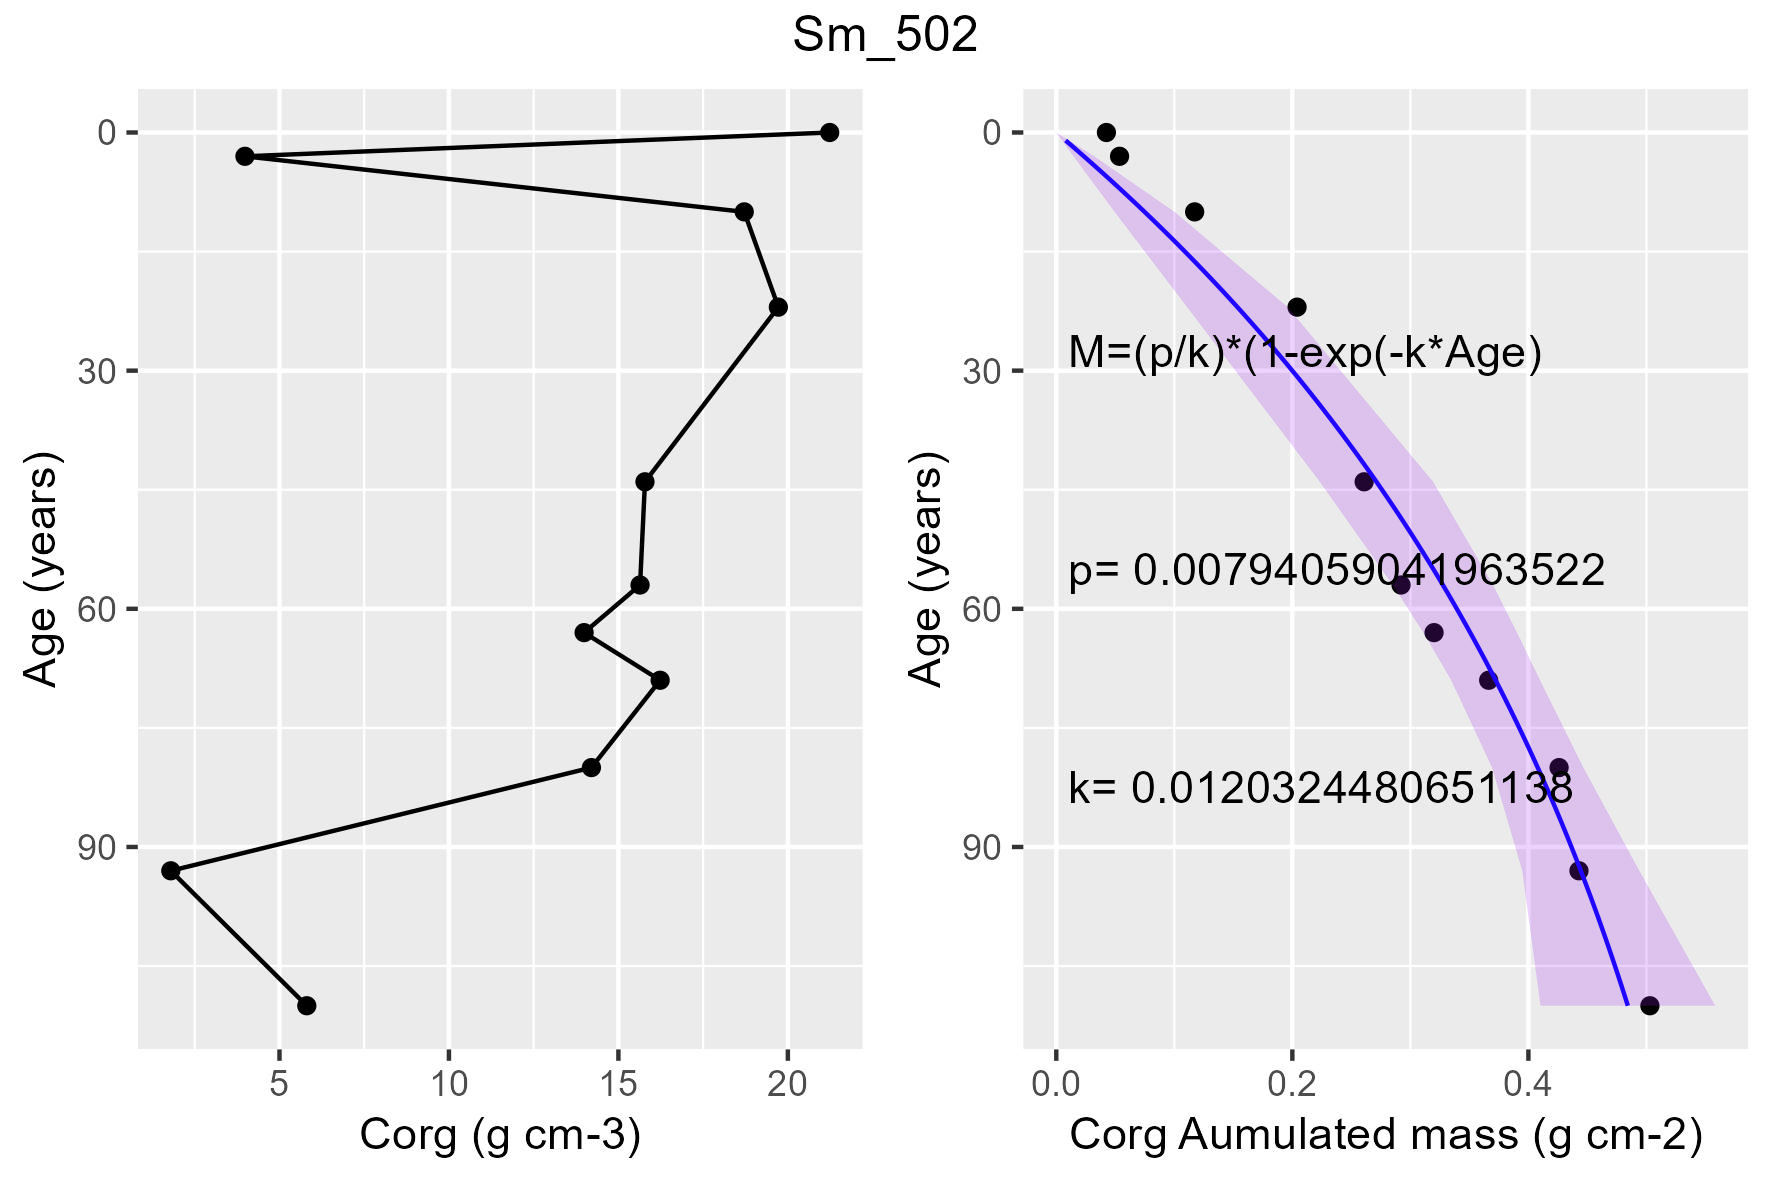 Sm_502
Age (years)
0
30
60
90
5 10 15 20
Corg (g cm-3)
Age (years)
0
30
60
90
M=(p/k)*(1-exp(-k*Age)
p= 0.00794059041963522
k= 0.0120324480651138
0.0 0.2 0.4
Corg Aumulated mass (g cm-2)